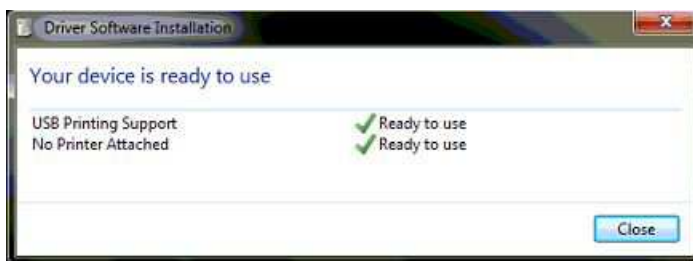 Driver Software Installation
Your device is ready to use
USB Printing Support Ready to use
No Printer Attached Ready to use
Close